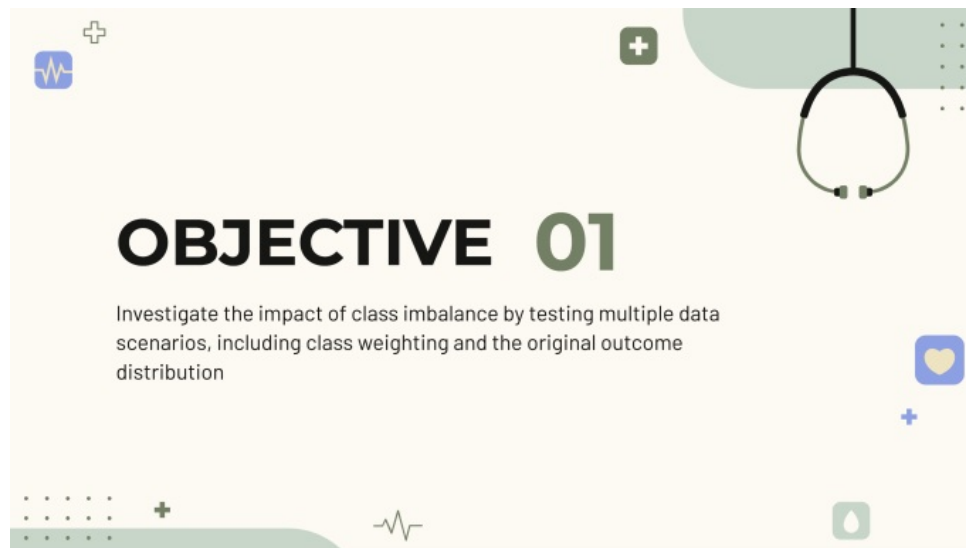 OBJECTIVE 01
Investigate the impact of class imbalance by testing multiple data
scenarios, including class weighting and the original outcome
distribution